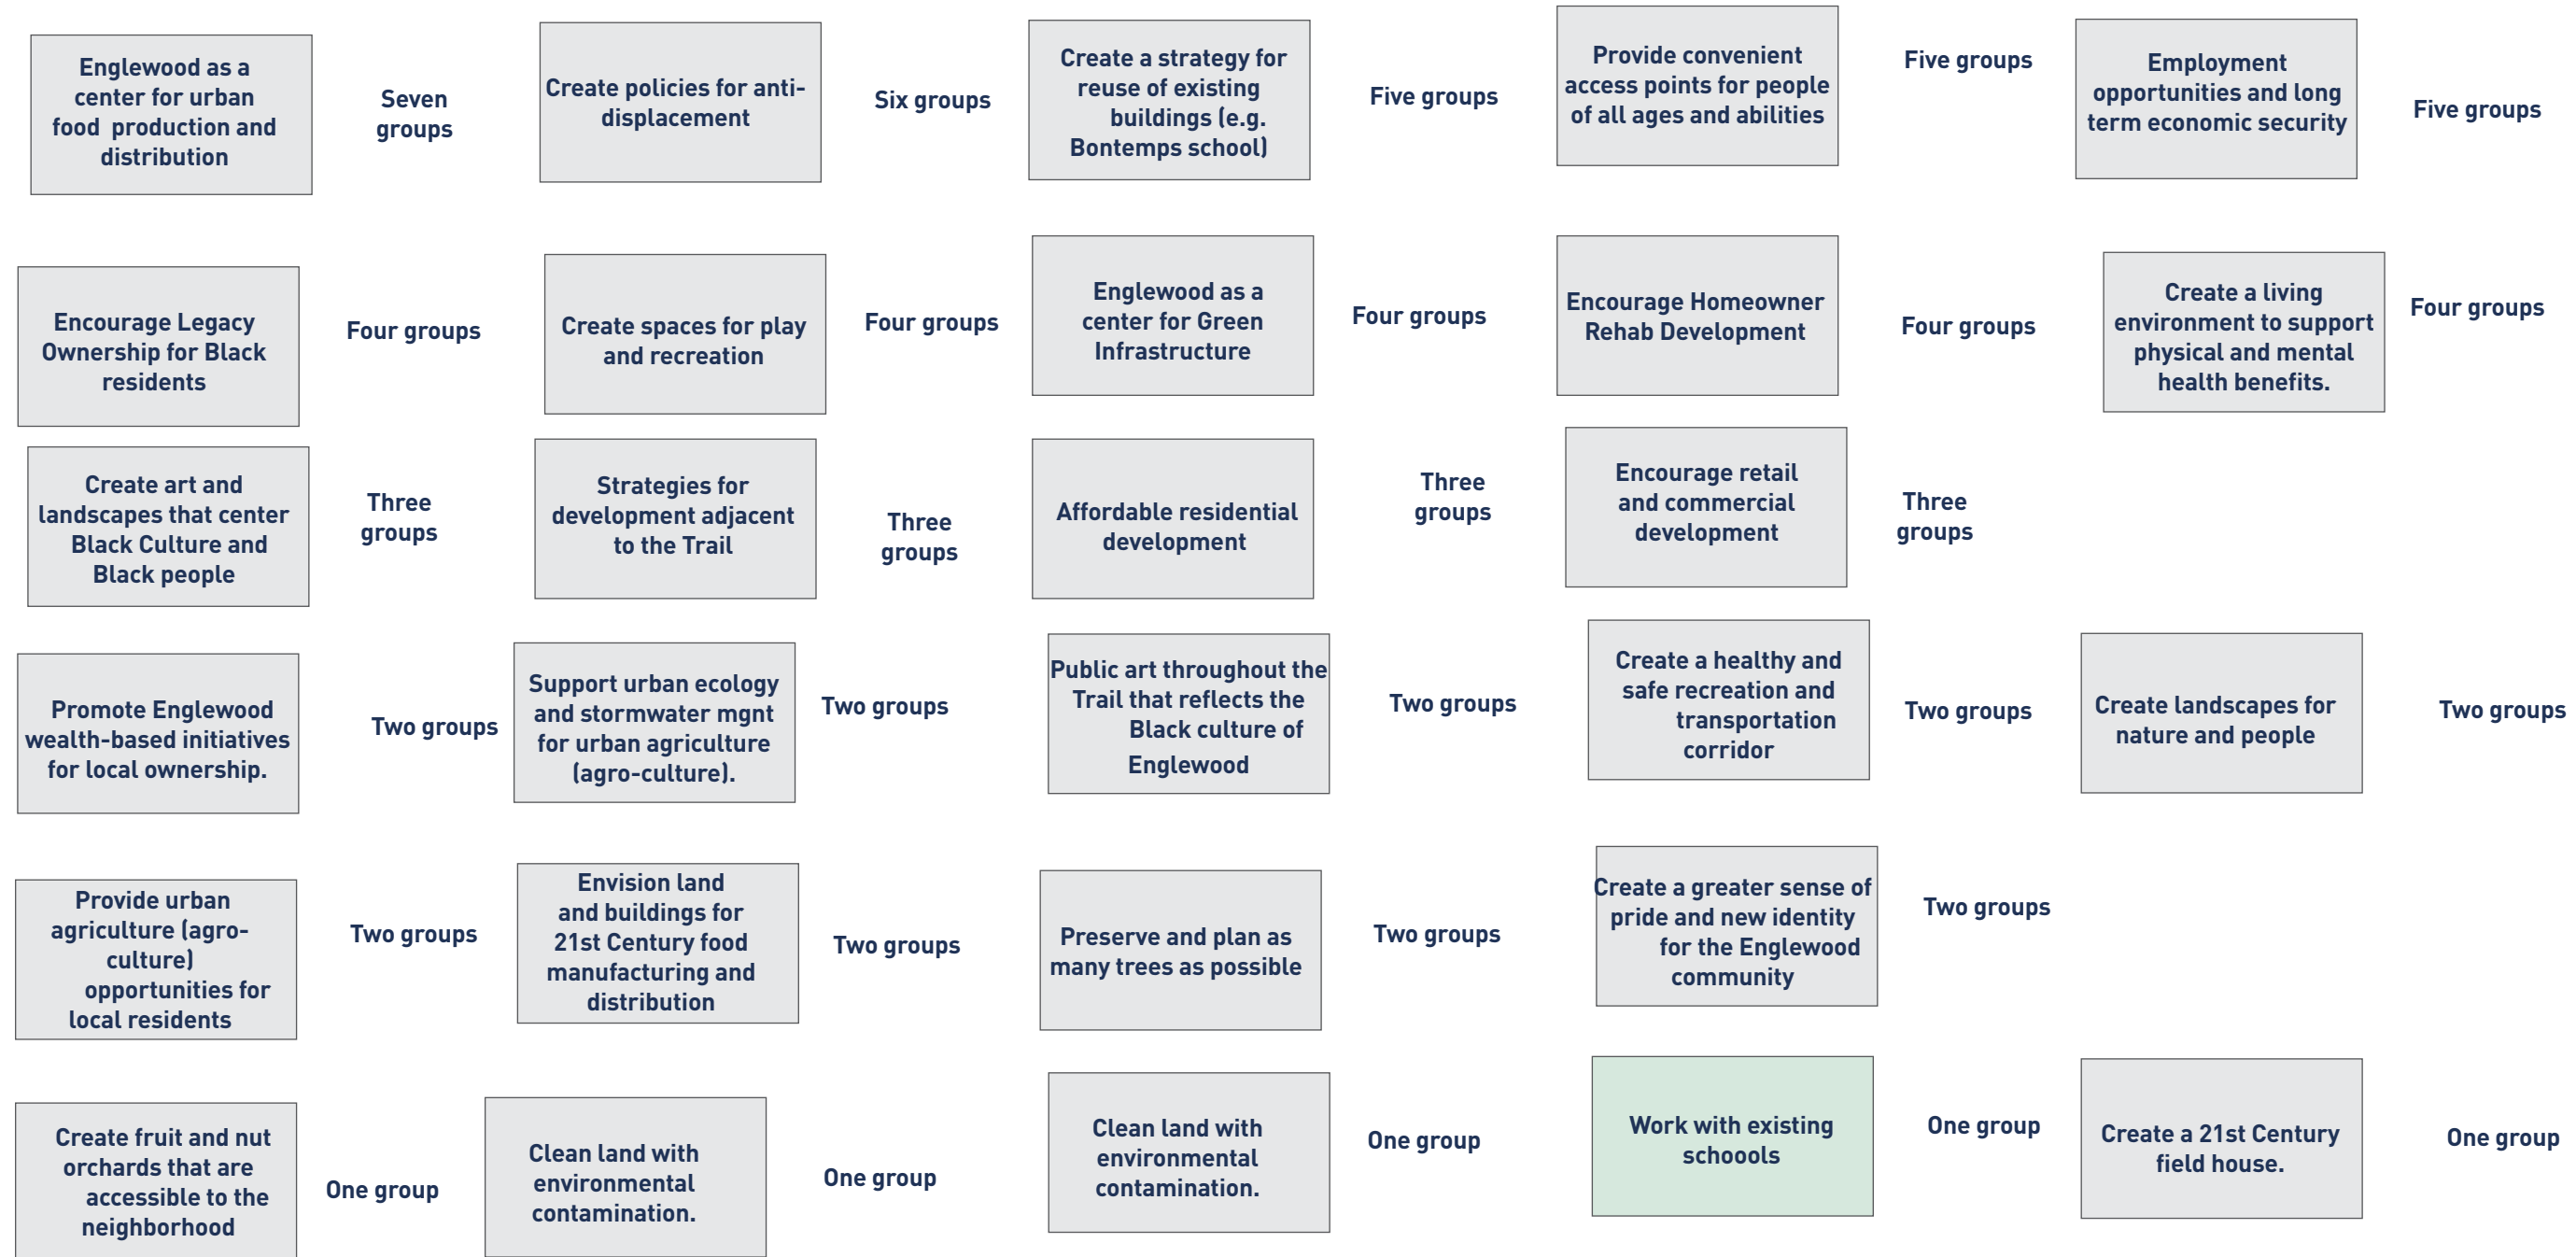 Englewood as a
center for urban
food production and
distribution
Seven
groups
Create policies for anti-
displacement
Six groups
Create a strategy for
reuse of existing
buildings (e.g.
Bontemps school)
Five groups
Provide convenient
access points for people
of all ages and abilities
Five groups
Employment
opportunities and long
term economic security
Five groups
Encourage Legacy
Ownership for Black
residents
Four groups
Create spaces for play
and recreation
Four groups
Englewood as a
center for Green
Infrastructure
Four groups
Encourage Homeowner
Rehab Development
Four groups
Create a living
environment to support
physical and mental
health benefits.
Four groups
Create art and
landscapes that center
Black Culture and
Black people
Three
groups
Strategies for
development adjacent
to the Trail
Three
groups
Affordable residential
development
Three
groups
Encourage retail
and commercial
development
Three
groups
Promote Englewood
wealth-based initiatives
for local ownership.
Two groups
Support urban ecology
and stormwater mgnt
for urban agriculture
(agro-culture).
Two groups
Public art throughout the
Trail that reflects the
Black culture of
Englewood
Two groups
Create a healthy and
safe recreation and
transportation
corridor
Two groups
Create landscapes for
nature and people
Two groups
Provide urban
agriculture (agro-
culture)
opportunities for
local residents
Two groups
Envision land
and buildings for
21st Century food
manufacturing and
distribution
Two groups
Preserve and plan as
many trees as possible
Two groups
Create a greater sense of
pride and new identity
for the Englewood
community
Two groups
Create fruit and nut
orchards that are
accessible to the
neighborhood
One group
Clean land with
environmental
contamination.
One group
Clean land with
environmental
contamination.
One group
Work with existing
schoools
One group
Create a 21st Century
field house.
One group